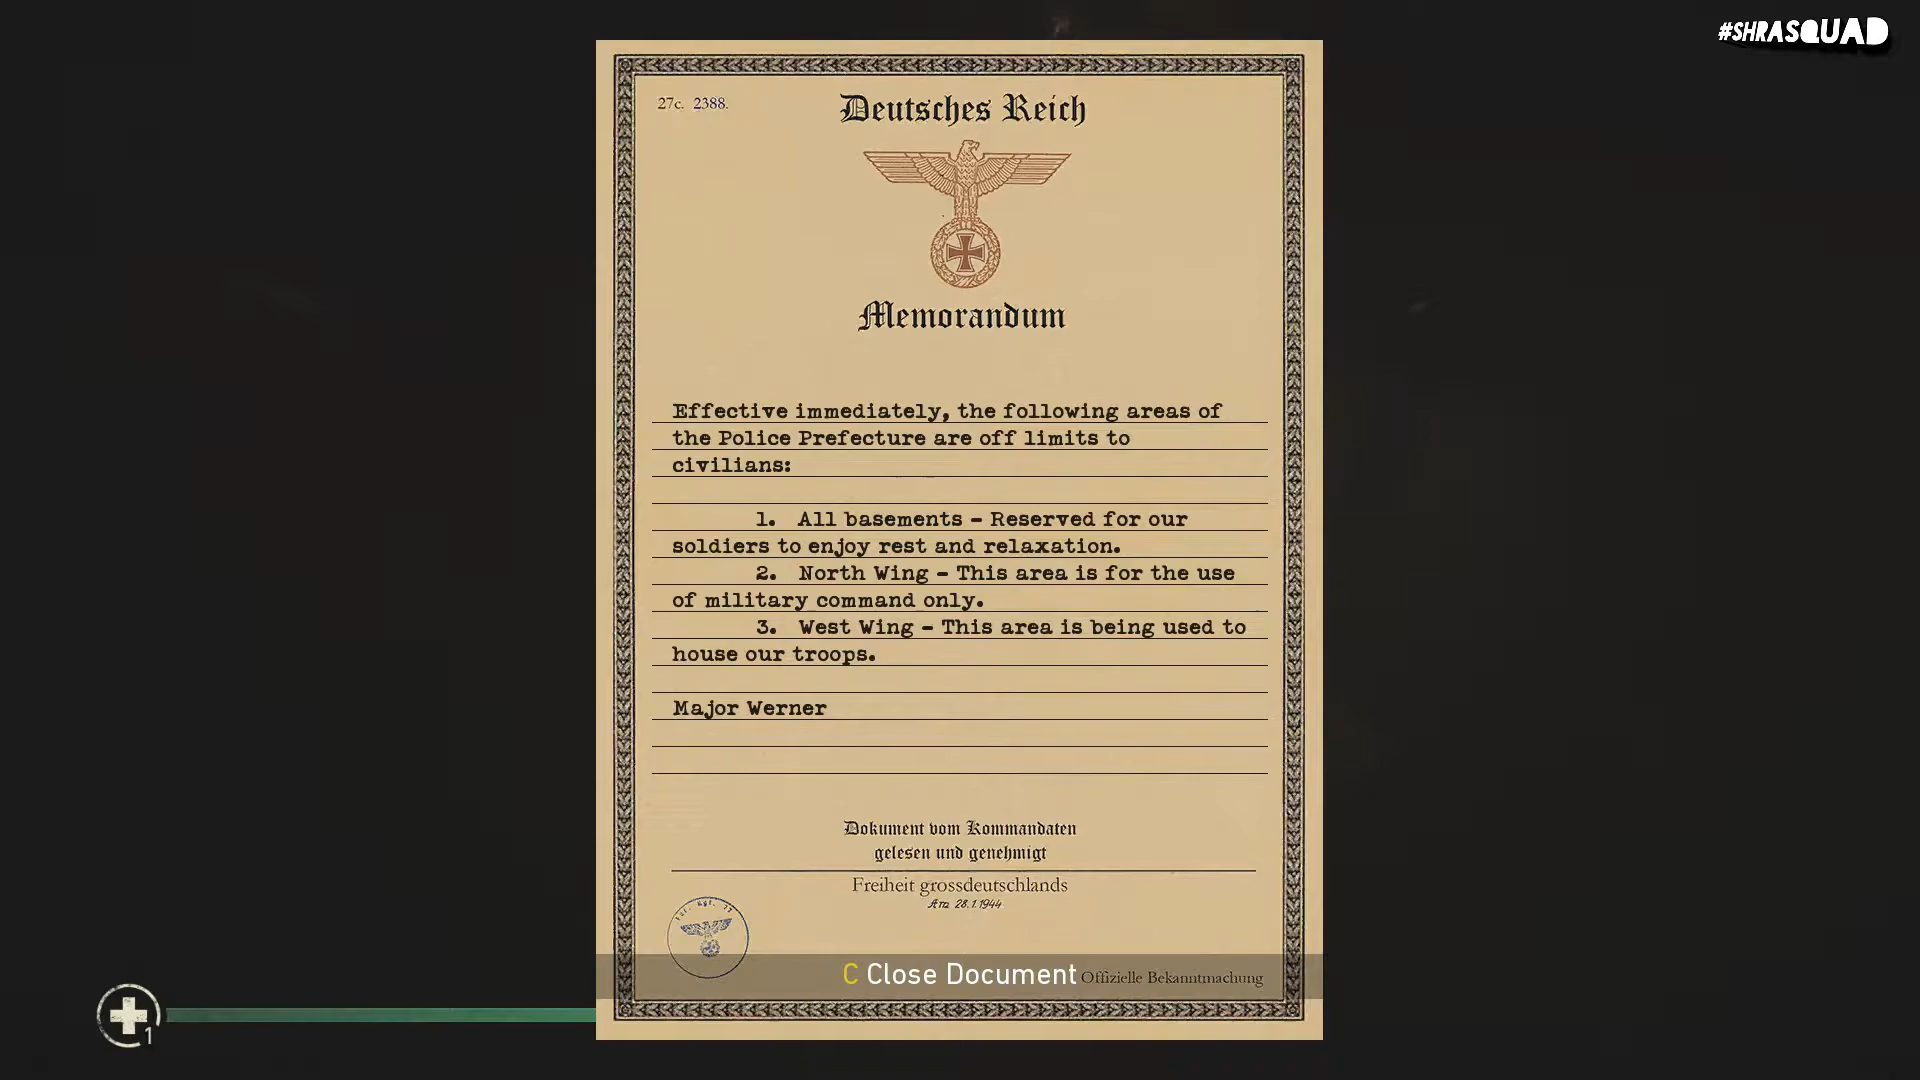 #SHRASQUAD
27c. 2388.
Deutsches Reich
Memorandum
Effective immediately, the following areas of
the Police Prefecture are off limits to
civilians:
1. All basements - Reserved for our
soldiers to enjoy rest and relaxation.
2. North Wing - This area is for the use
of military command only.
3. West Wing - This area is being used to
house our troops.
Major Werner
Dokument vom Kommandaten
gelesen und genehmigt
Freiheit grossdeutschlands
Am 28.1.1944
C Close Document
Offizielle Bekanntmachung
1